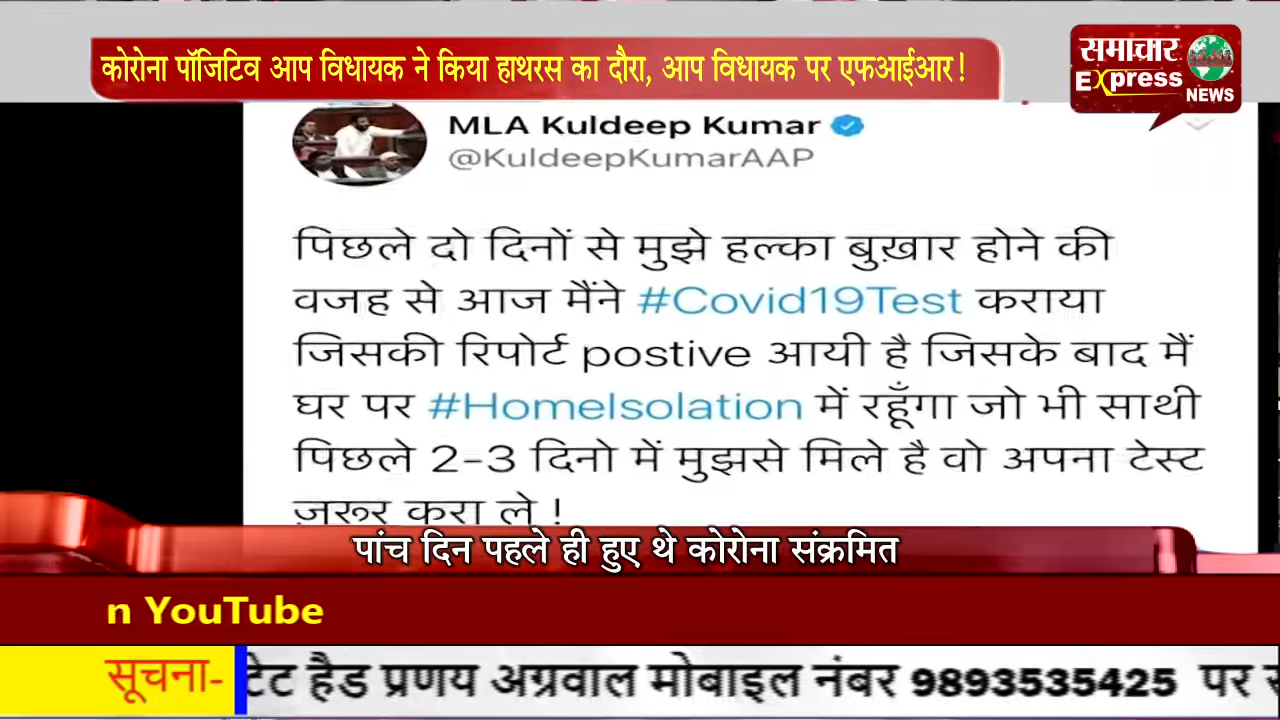 कोरोना पॉजिटिव आप विधायक ने किया हाथरस का दौरा, आप विधायक पर एफआईआर!
समाचार
Express
NEWS
MLA Kuldeep Kumar
@KuldeepKumarAAP
पिछले दो दिनों से मुझे हल्का बुख़ार होने की
वजह से आज मैंने #Covid19Test कराया
जिसकी रिपोर्ट postive आयी है जिसके बाद मैं
घर पर #HomeIsolation में रहूँगा जो भी साथी
पिछले 2-3 दिनो में मुझसे मिले है वो अपना टेस्ट
ज़रूर करा ले !
पांच दिन पहले ही हुए थे कोरोना संक्रमित
n YouTube
सूचना- टेट हैड प्रणय अग्रवाल मोबाइल नंबर 9893535425 पर